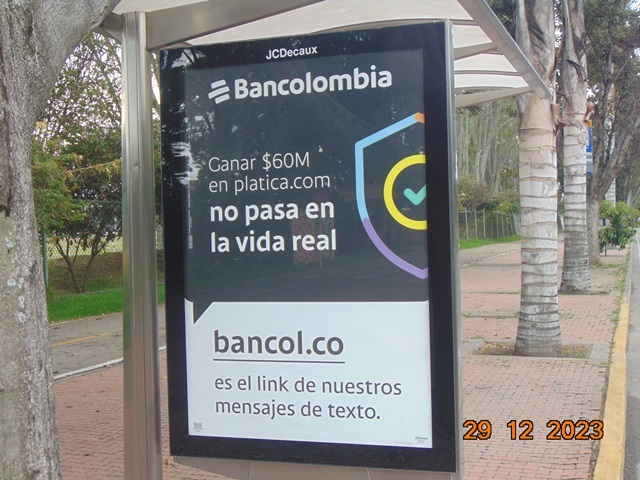 JCDecaux
Bancolombia
Ganar $60M
en platica.com
no pasa en
la vida real
bancol.co
es el link de nuestros
mensajes de texto.
29 12 2023